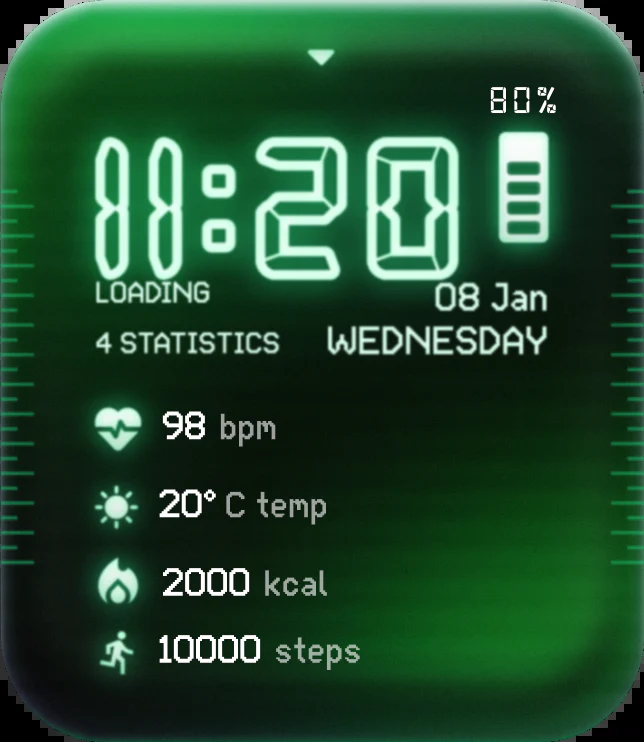 80%
11:20
LOADING
08 Jan
4 STATISTICS
WEDNESDAY
98 bpm
20° C temp
2000 kcal
10000 steps